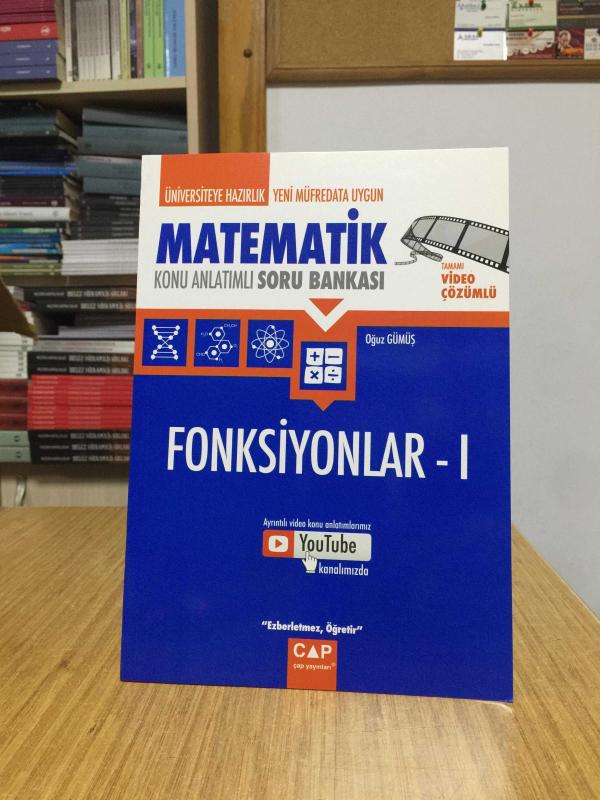 ÜNİVERSİTEYE HAZIRLIK YENİ MÜFREDATA UYGUN
MATEMATİK
KONU ANLATIMLI SORU BANKASI
TAMAMI
VİDEO
ÇÖZÜMLÜ
Oğuz GÜMÜŞ
FONKSİYONLAR - I
Ayrıntılı video konu anlatımlarımız
YouTube
kanalımızda
"Ezberletmez, Öğretir"
ÇAP
çap yayınları®